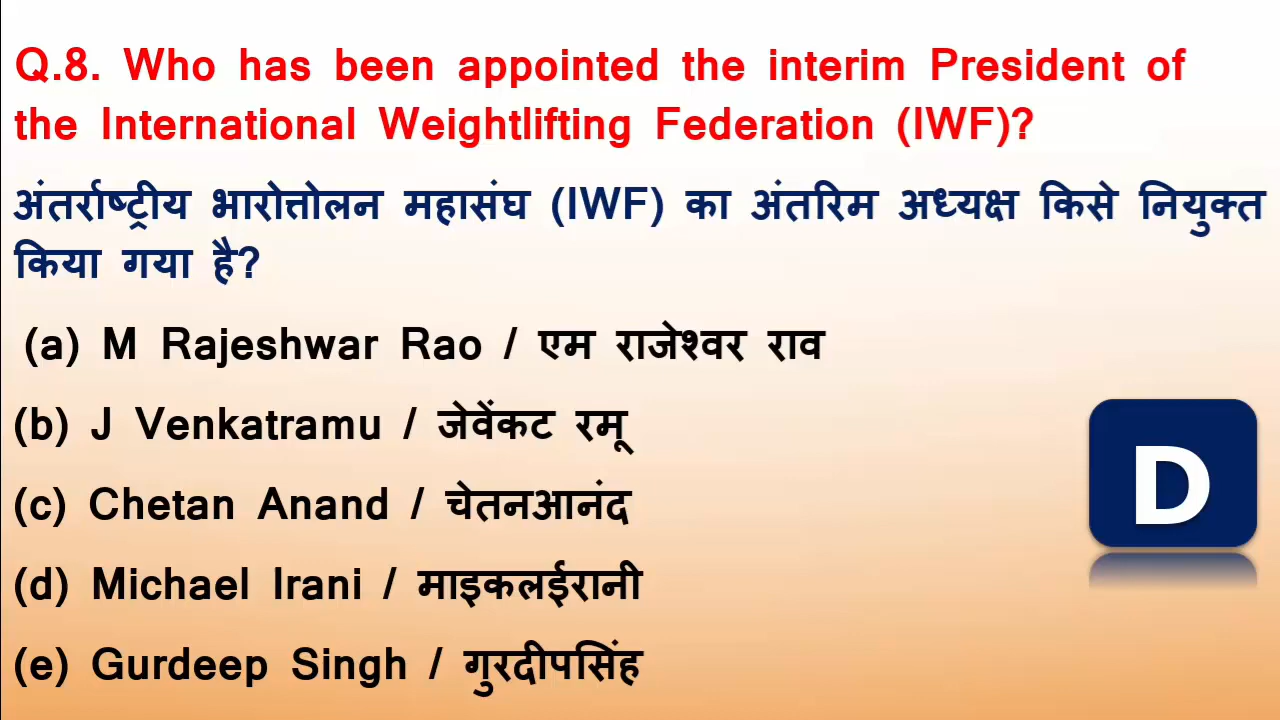 Q.8. Who has been appointed the interim President of
the International Weightlifting Federation (IWF)?
अंतर्राष्ट्रीय भारोत्तोलन महासंघ (IWF) का अंतरिम अध्यक्ष किसे नियुक्त
किया गया है?
(a) M Rajeshwar Rao / एम राजेश्वर राव
(b) J Venkatramu / जेवेंकट रमू
(c) Chetan Anand / चेतनआनंद
(d) Michael Irani / माइकलईरानी
(e) Gurdeep Singh / गुरदीपसिंह
D